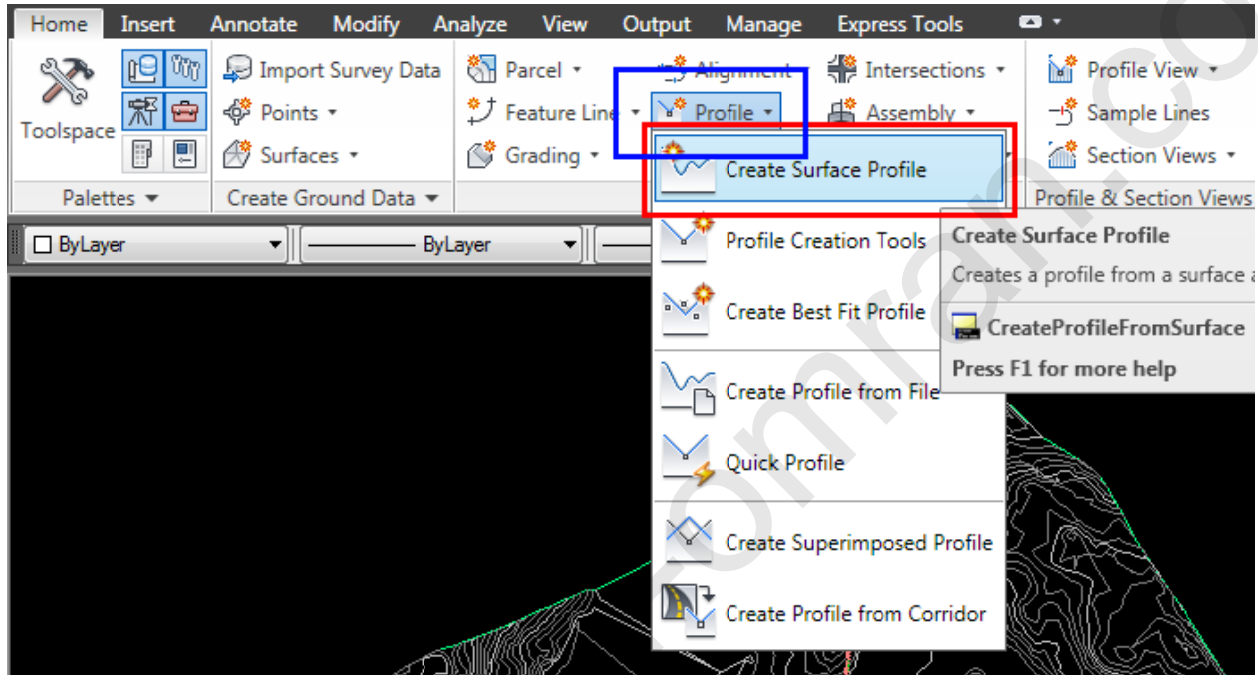 Home Insert Annotate Modify Analyze View Output Manage Express Tools
Import Survey Data Parcel Alignment Intersections Profile View
Toolspace Points Feature Line Profile Assembly Sample Lines
Surfaces Grading Section Views
Palettes Create Ground Data Profile & Section Views
ByLayer ByLayer
Create Surface Profile
Profile Creation Tools
Create Best Fit Profile
Create Profile from File
Quick Profile
Create Superimposed Profile
Create Profile from Corridor
Create Surface Profile
Creates a profile from a surface a
CreateProfileFromSurface
Press F1 for more help
omran.co